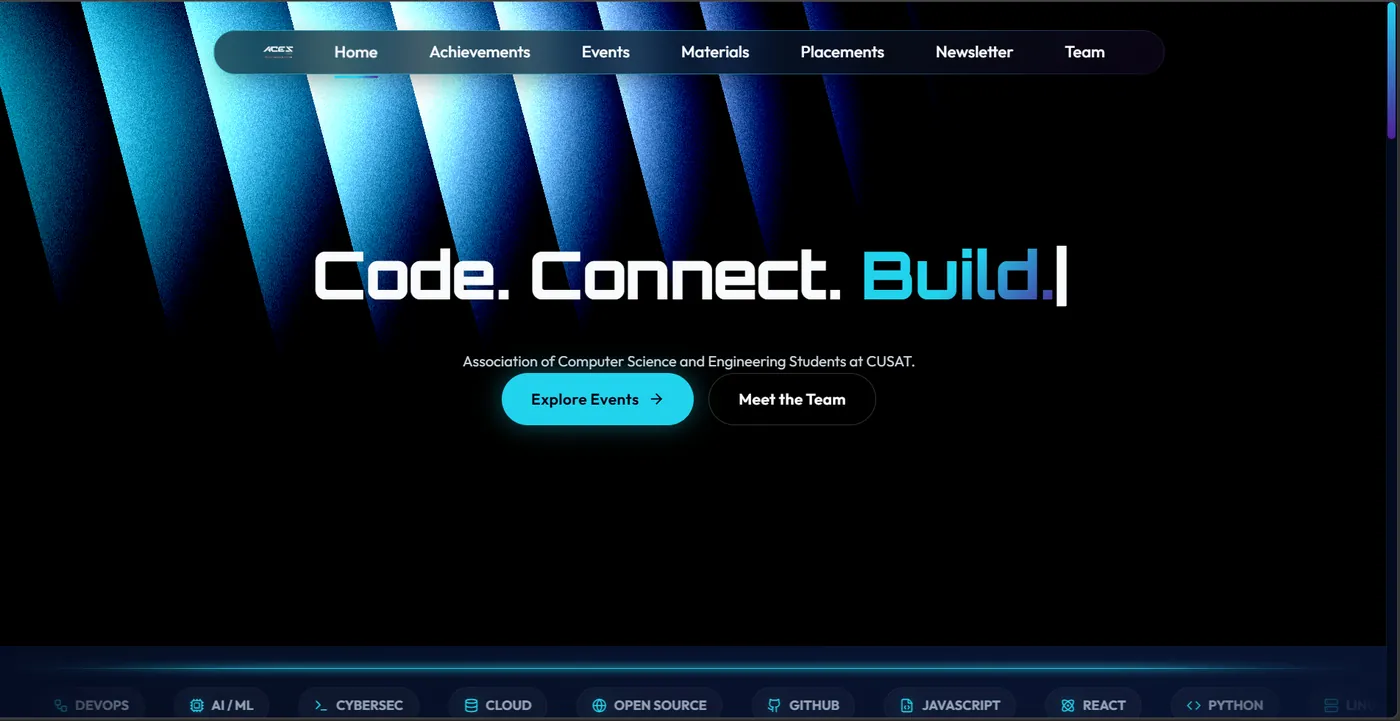 ACES Home Achievements Events Materials Placements Newsletter Team
Code. Connect. Build.|
Association of Computer Science and Engineering Students at CUSAT.
Explore Events → Meet the Team
DEVOPS AI / ML CYBERSEC CLOUD OPEN SOURCE GITHUB JAVASCRIPT REACT PYTHON